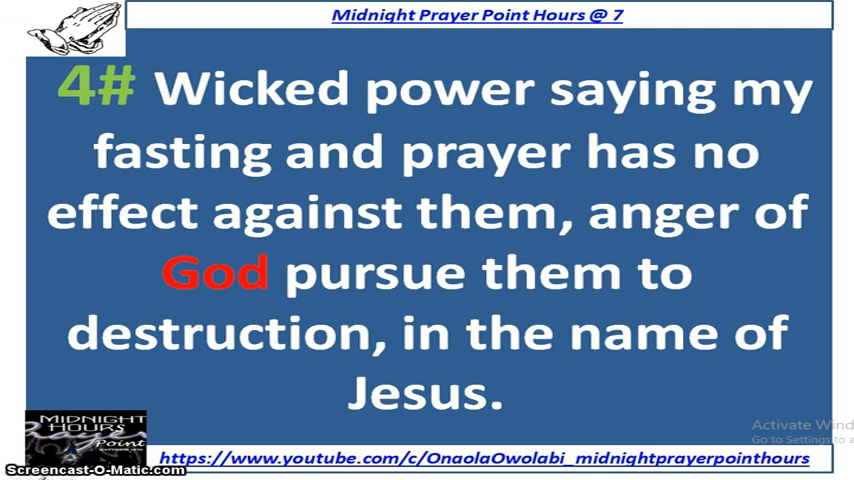 Midnight Prayer Point Hours @ 7
4# Wicked power saying my
fasting and prayer has no
effect against them, anger of
God pursue them to
destruction, in the name of
Jesus.
MIDNIGHT
HOURS
Prayer
Point
Activate Wind
Go to Settings to a
https://www.youtube.com/c/OnaolaOwolabi_midnightprayerpointhours
Screencast-O-Matic.com